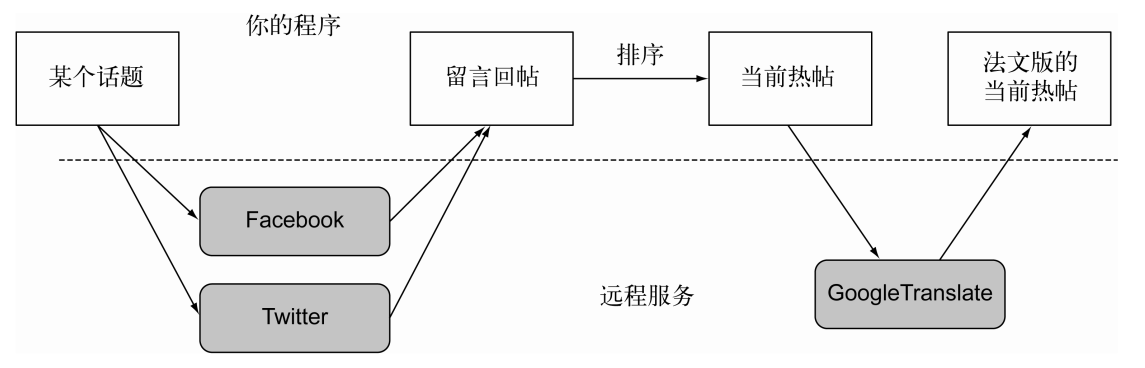 你的程序
某个话题
留言回帖
排序
当前热帖
法文版的
当前热帖
Facebook
Twitter
远程服务
GoogleTranslate